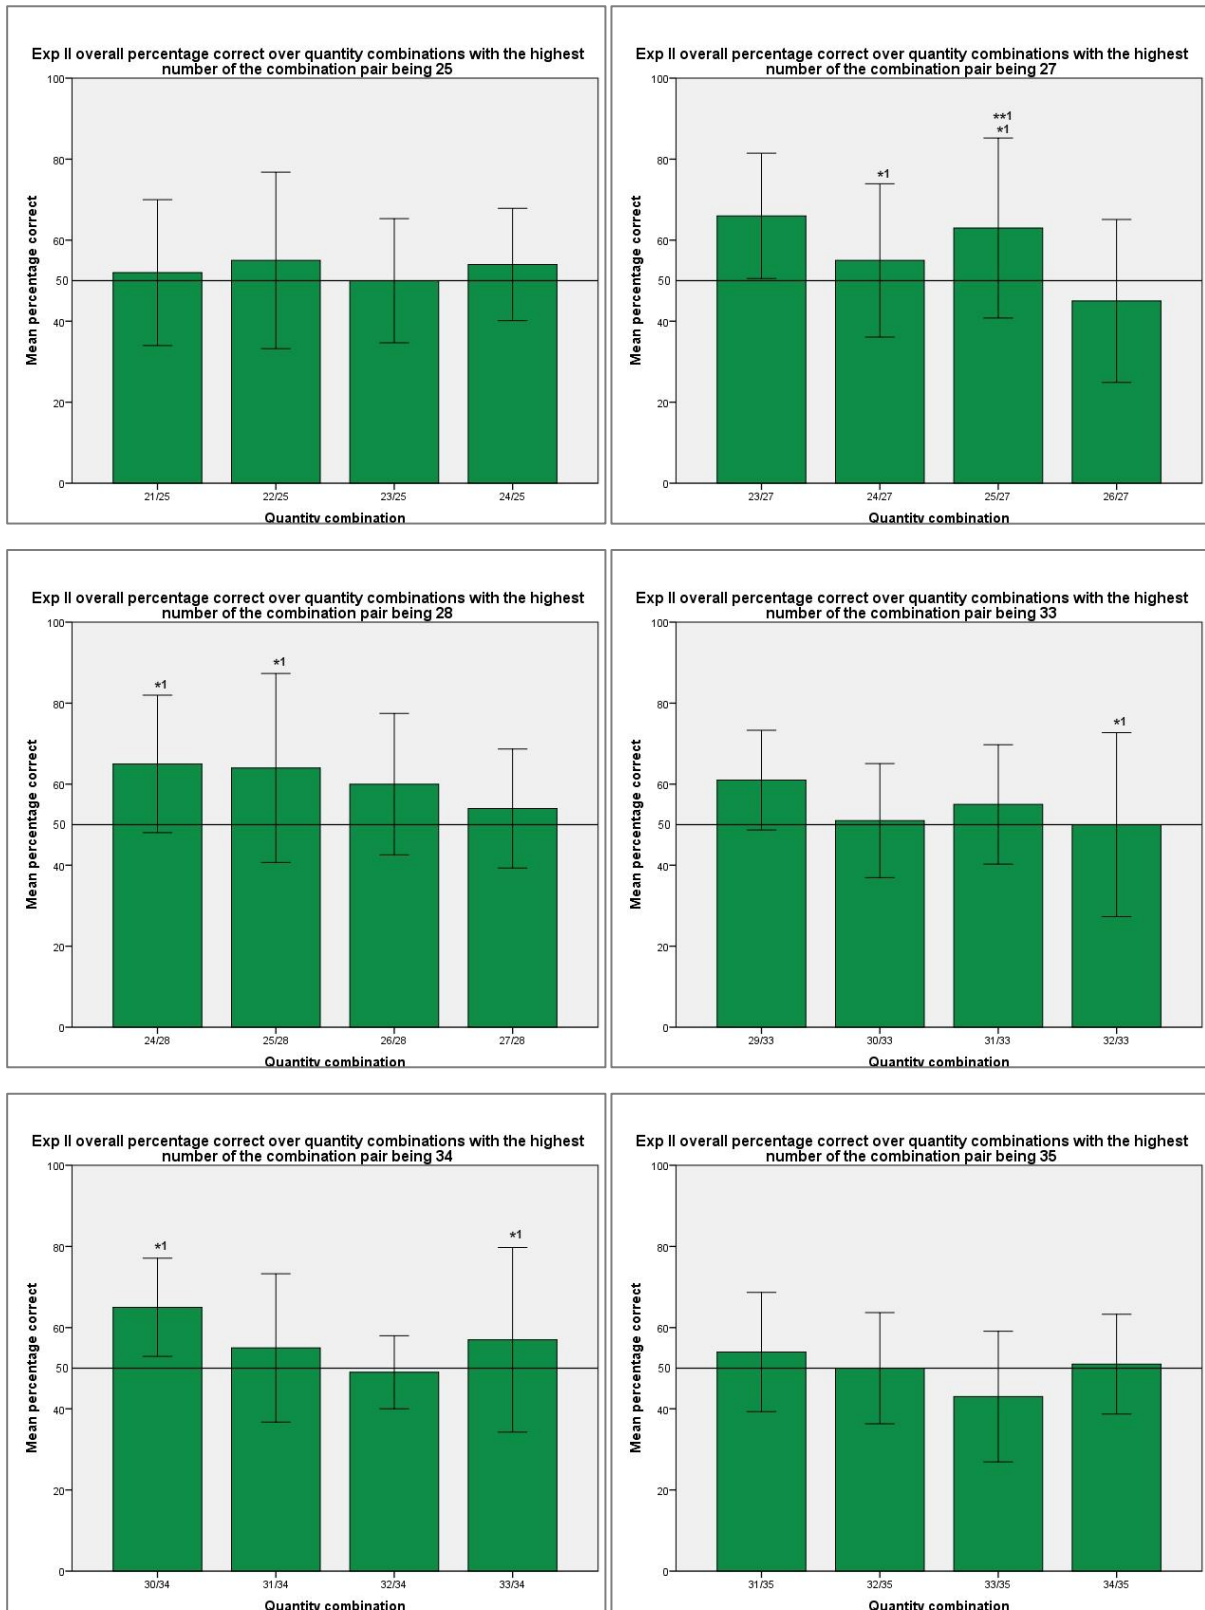 Exp II overall percentage correct over quantity combinations with the highest
number of the combination pair being 25
100
80
60
50
40
20
0
Mean percentage correct
21/25 22/25 23/25 24/25
Quantity combination
Exp II overall percentage correct over quantity combinations with the highest
number of the combination pair being 27
100
**1
*1
*1
80
60
50
40
20
0
Mean percentage correct
23/27 24/27 25/27 26/27
Quantity combination
Exp II overall percentage correct over quantity combinations with the highest
number of the combination pair being 28
100
*1
*1
80
60
50
40
20
0
Mean percentage correct
24/28 25/28 26/28 27/28
Quantity combination
Exp II overall percentage correct over quantity combinations with the highest
number of the combination pair being 33
100
80
*1
60
50
40
20
0
Mean percentage correct
29/33 30/33 31/33 32/33
Quantity combination
Exp II overall percentage correct over quantity combinations with the highest
number of the combination pair being 34
100
*1 *1
80
60
50
40
20
0
Mean percentage correct
30/34 31/34 32/34 33/34
Quantity combination
Exp II overall percentage correct over quantity combinations with the highest
number of the combination pair being 35
100
80
60
50
40
20
0
Mean percentage correct
31/35 32/35 33/35 34/35
Quantity combination